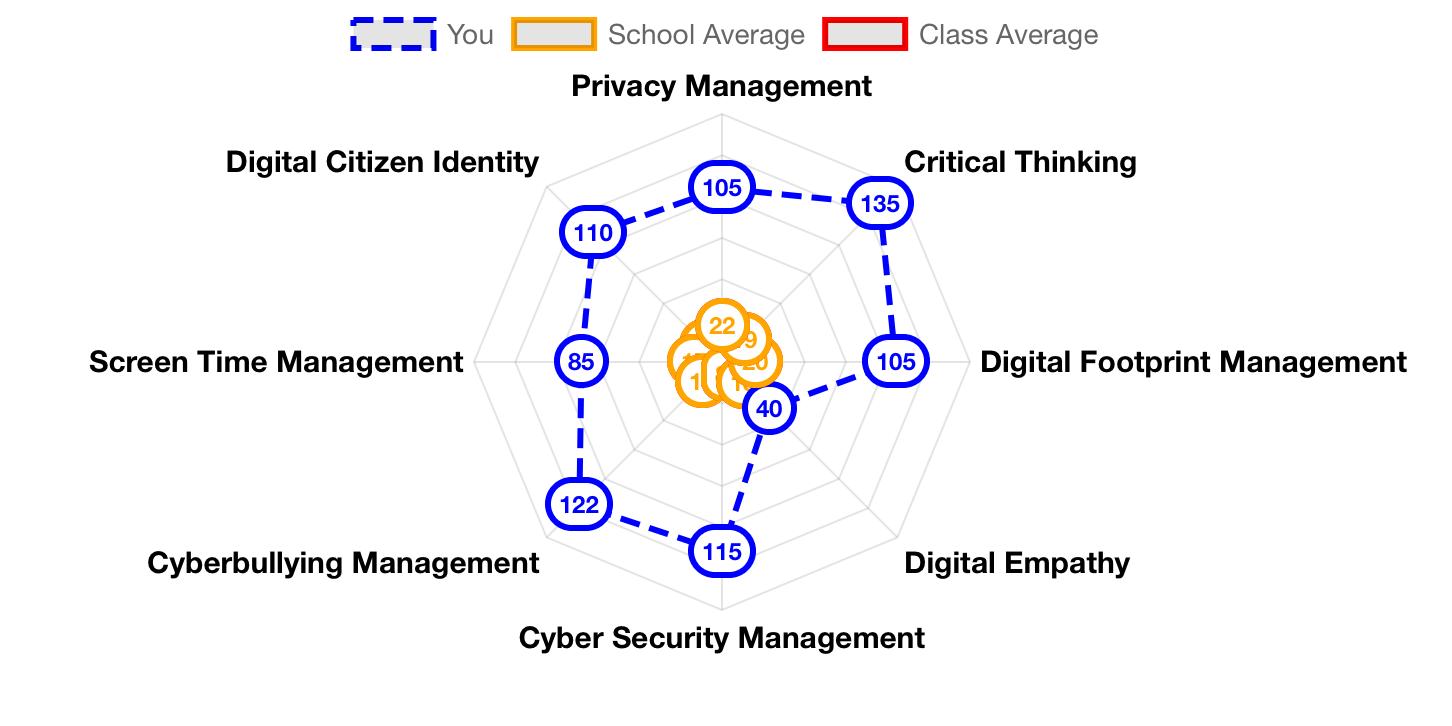 You School Average Class Average
Privacy Management
Digital Citizen Identity Critical Thinking
105
135
110
22
Screen Time Management 85 20 105 Digital Footprint Management
40
122
115
Cyberbullying Management Digital Empathy
Cyber Security Management